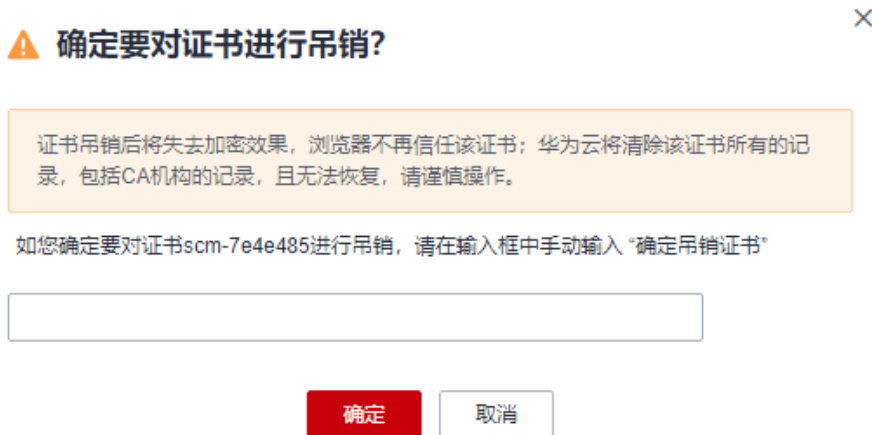 确定要对证书进行吊销？
证书吊销后将失去加密效果，浏览器不再信任该证书；华为云将清除该证书所有的记
录，包括CA机构的记录，且无法恢复，请谨慎操作。
如您确定要对证书scm-7e4e485进行吊销，请在输入框中手动输入 “确定吊销证书”
确定
取消